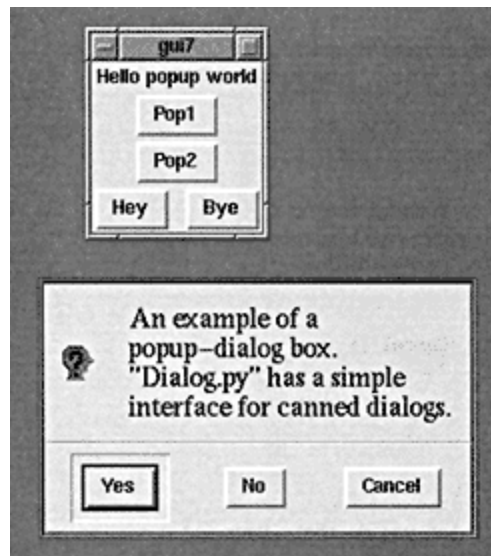 gui7
Hello popup world
Pop1
Pop2
Hey Bye
An example of a
popup-dialog box.
"Dialog.py" has a simple
interface for canned dialogs.
Yes No Cancel